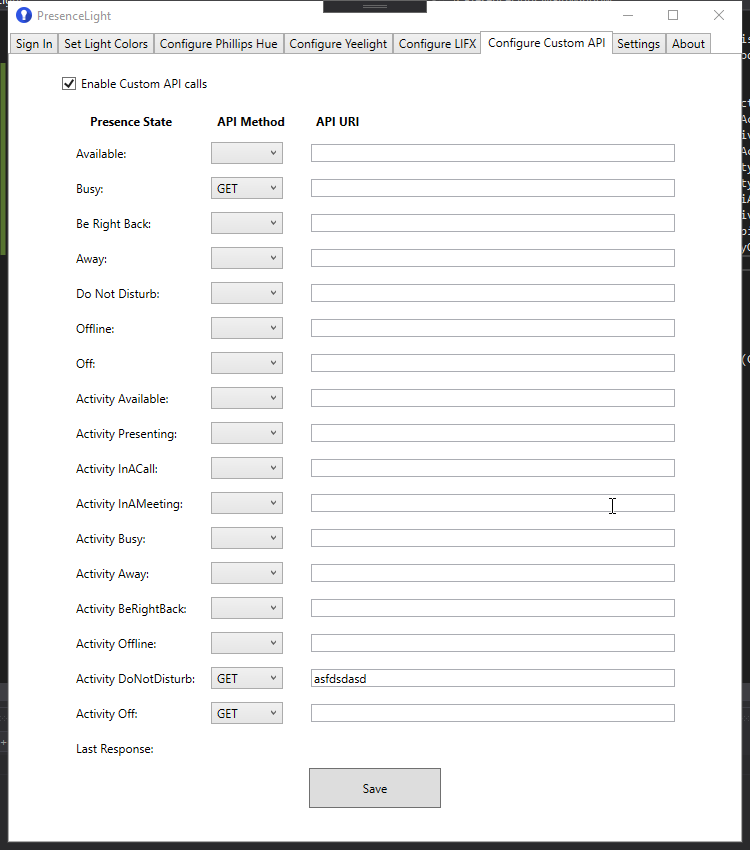 PresenceLight
Sign In Set Light Colors Configure Phillips Hue Configure Yeelight Configure LIFX Configure Custom API Settings About
Enable Custom API calls
Presence State API Method API URI
Available:
Busy: GET
Be Right Back:
Away:
Do Not Disturb:
Offline:
Off:
Activity Available:
Activity Presenting:
Activity InACall:
Activity InAMeeting:
Activity Busy:
Activity Away:
Activity BeRightBack:
Activity Offline:
Activity DoNotDisturb: GET asfdsdasd
Activity Off: GET
Last Response:
Save